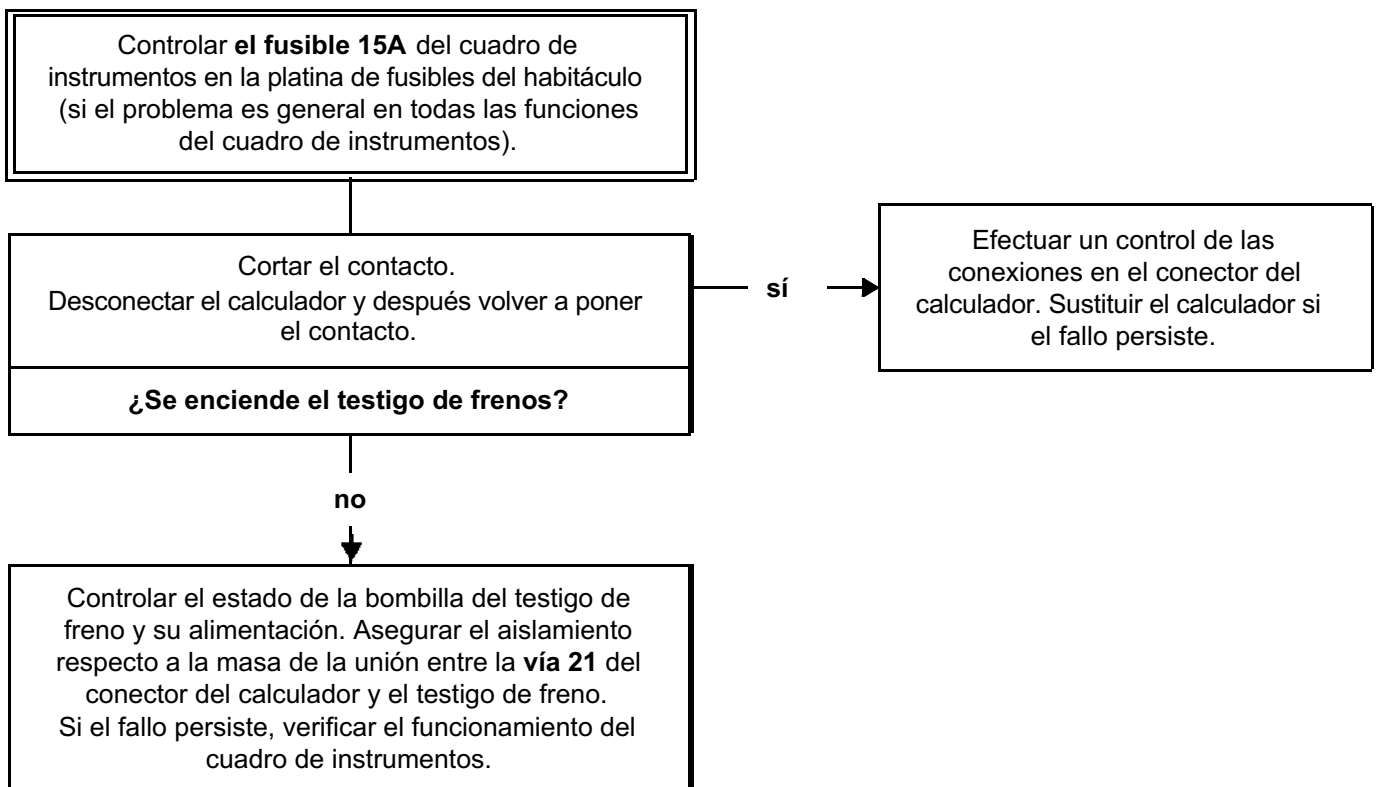 Controlar el fusible 15A del cuadro de
instrumentos en la platina de fusibles del habitáculo
(si el problema es general en todas las funciones
del cuadro de instrumentos).
Cortar el contacto.
Desconectar el calculador y después volver a poner
el contacto.
¿Se enciende el testigo de frenos?
sí
Efectuar un control de las
conexiones en el conector del
calculador. Sustituir el calculador si
el fallo persiste.
no
Controlar el estado de la bombilla del testigo de
freno y su alimentación. Asegurar el aislamiento
respecto a la masa de la unión entre la vía 21 del
conector del calculador y el testigo de freno.
Si el fallo persiste, verificar el funcionamiento del
cuadro de instrumentos.